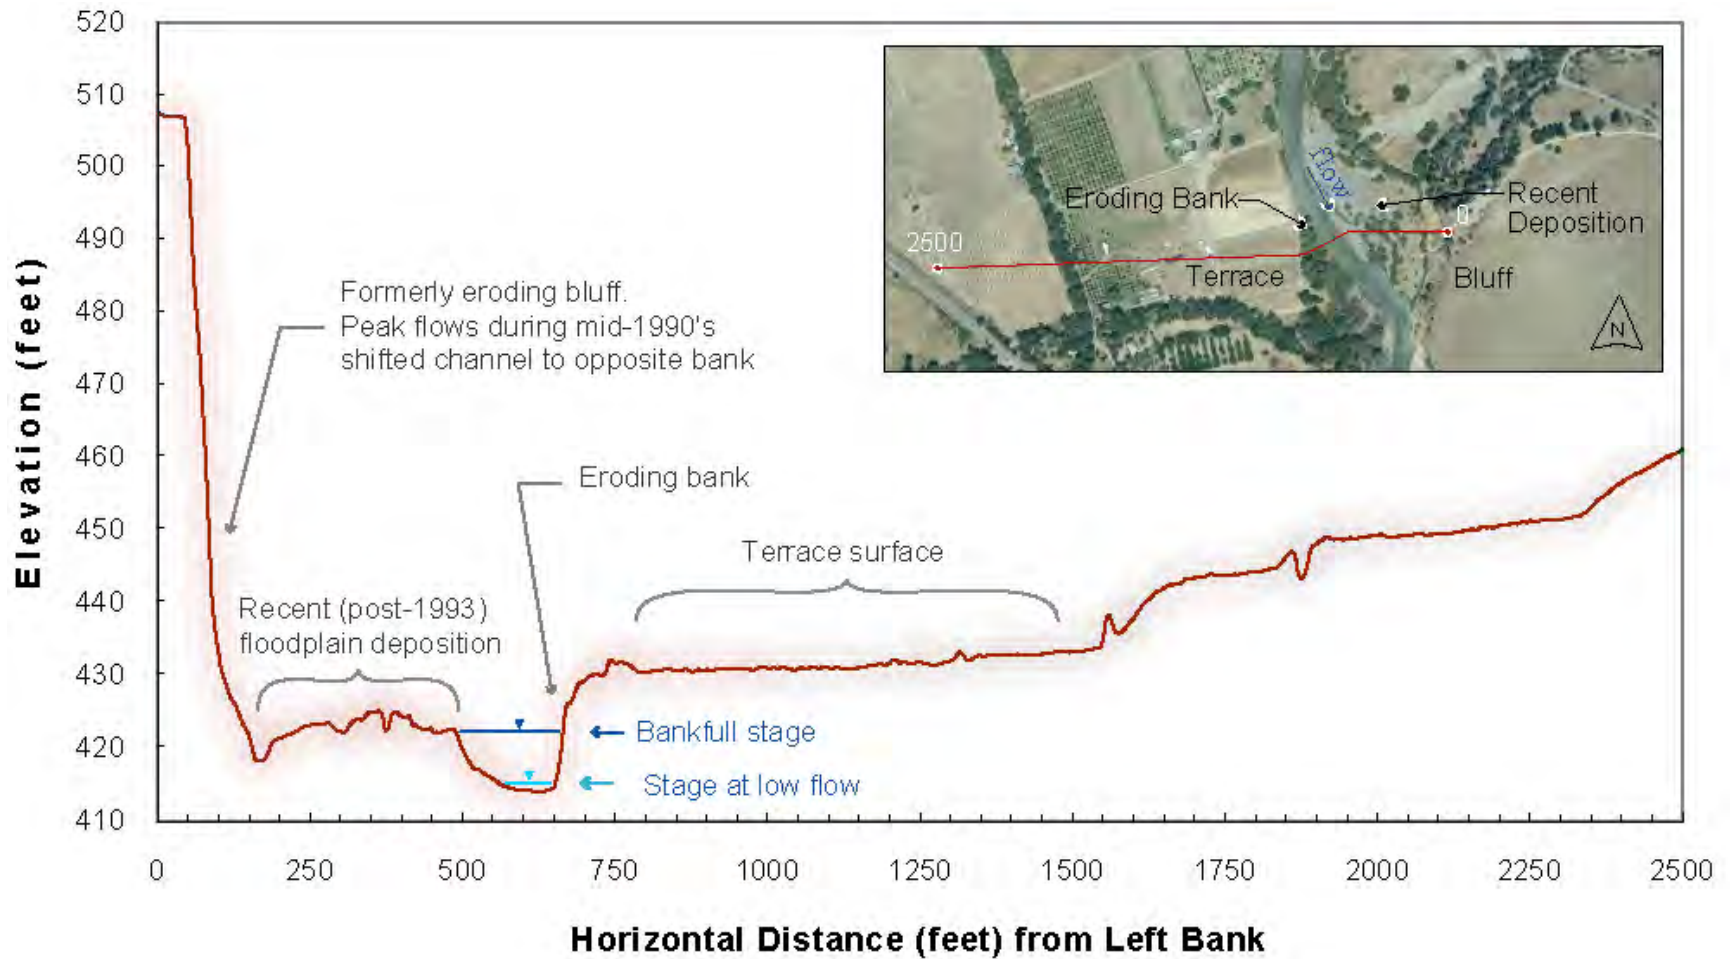 520
510
500
490
480
470
460
450
440
430
420
410
Elevation (feet)
Formerly eroding bluff.
Peak flows during mid-1990's
shifted channel to opposite bank
Eroding bank
Terrace surface
Recent (post-1993)
floodplain deposition
Bankfull stage
Stage at low flow
flow
Eroding Bank
Recent
Deposition
0
2500
Terrace
Bluff
N
0
250
500
750
1000
1250
1500
1750
2000
2250
2500
Horizontal Distance (feet) from Left Bank